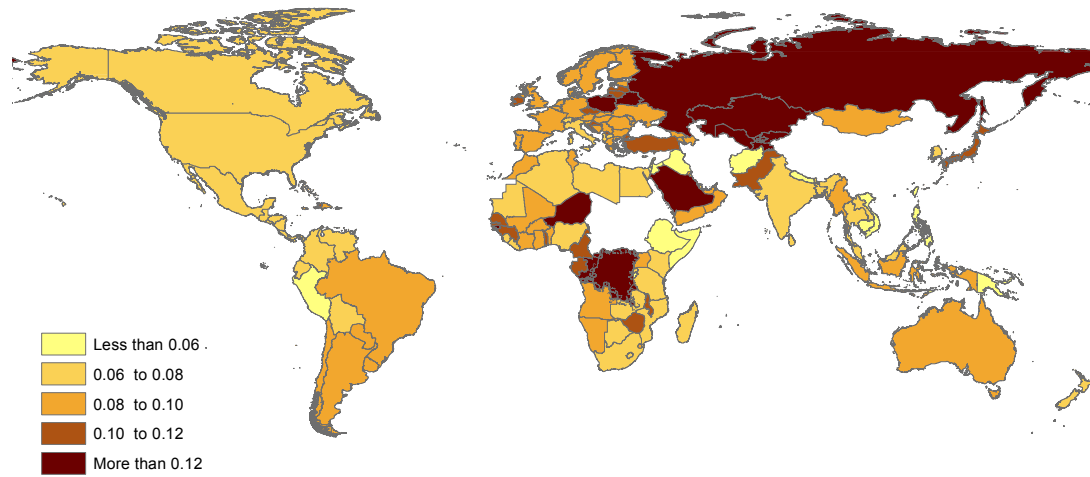 Less than 0.06 .
0.06 to 0.08
0.08 to 0.10
0.10 to 0.12
More than 0.12